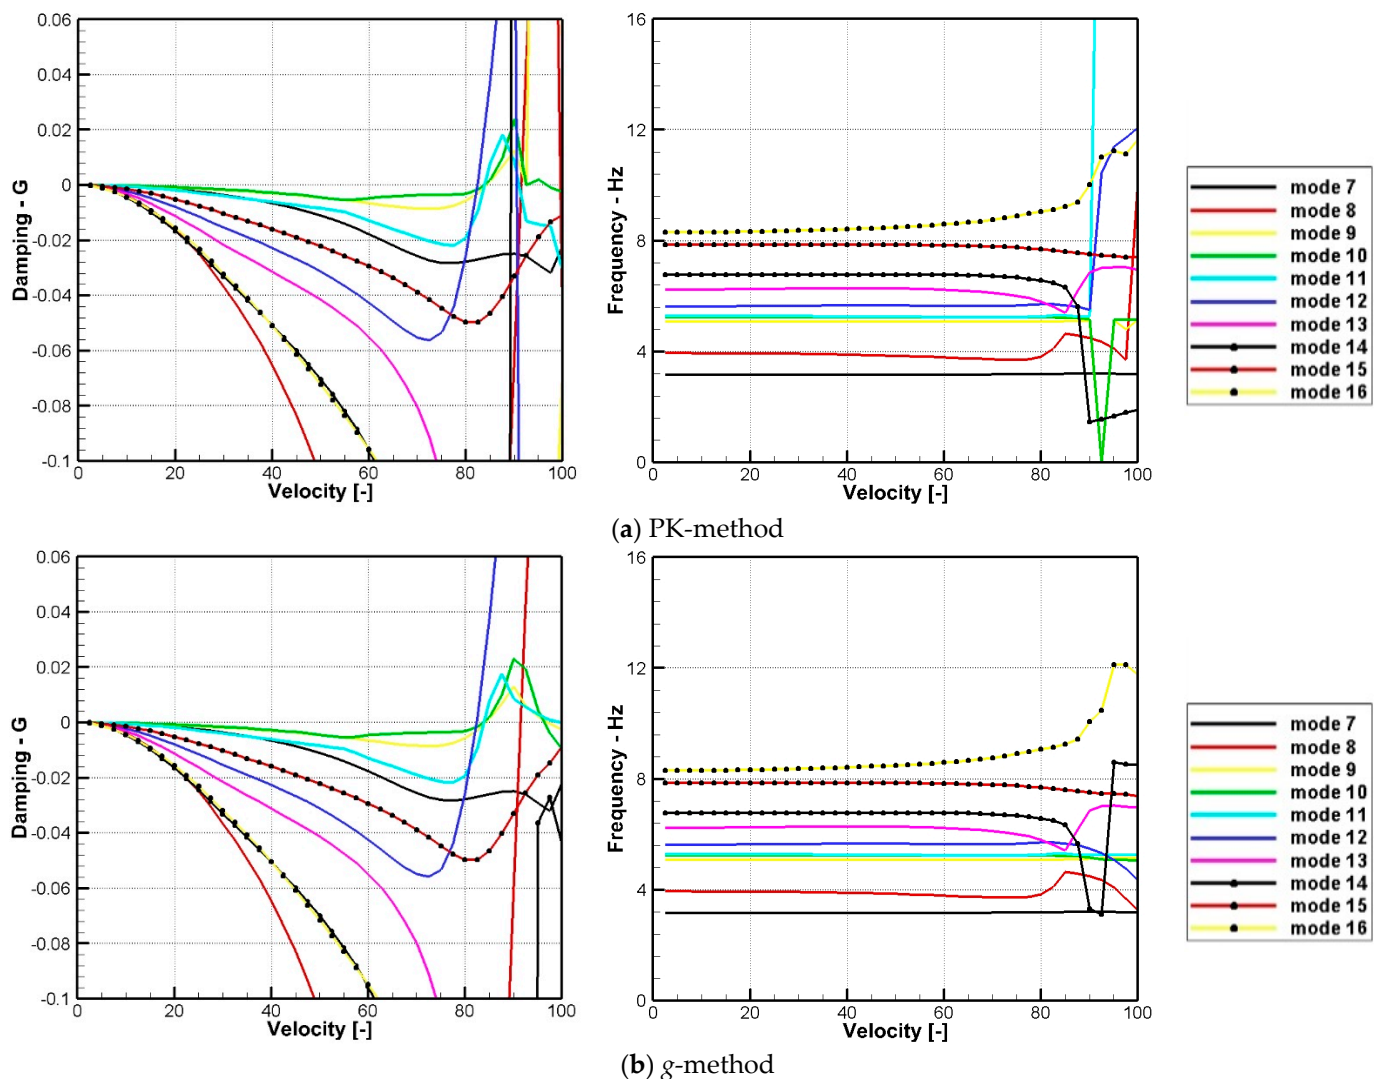 0.06
0.04
0.02
0
-0.02
-0.04
-0.06
-0.08
-0.1
Damping - G
0 20 40 60 80 100
Velocity [-]
16
12
8
4
0
Frequency - Hz
0 20 40 60 80 100
Velocity [-]
mode 7
mode 8
mode 9
mode 10
mode 11
mode 12
mode 13
mode 14
mode 15
mode 16
(a) PK-method
0.06
0.04
0.02
0
-0.02
-0.04
-0.06
-0.08
-0.1
Damping - G
0 20 40 60 80 100
Velocity [-]
16
12
8
4
0
Frequency - Hz
0 20 40 60 80 100
Velocity [-]
mode 7
mode 8
mode 9
mode 10
mode 11
mode 12
mode 13
mode 14
mode 15
mode 16
(b) g-method